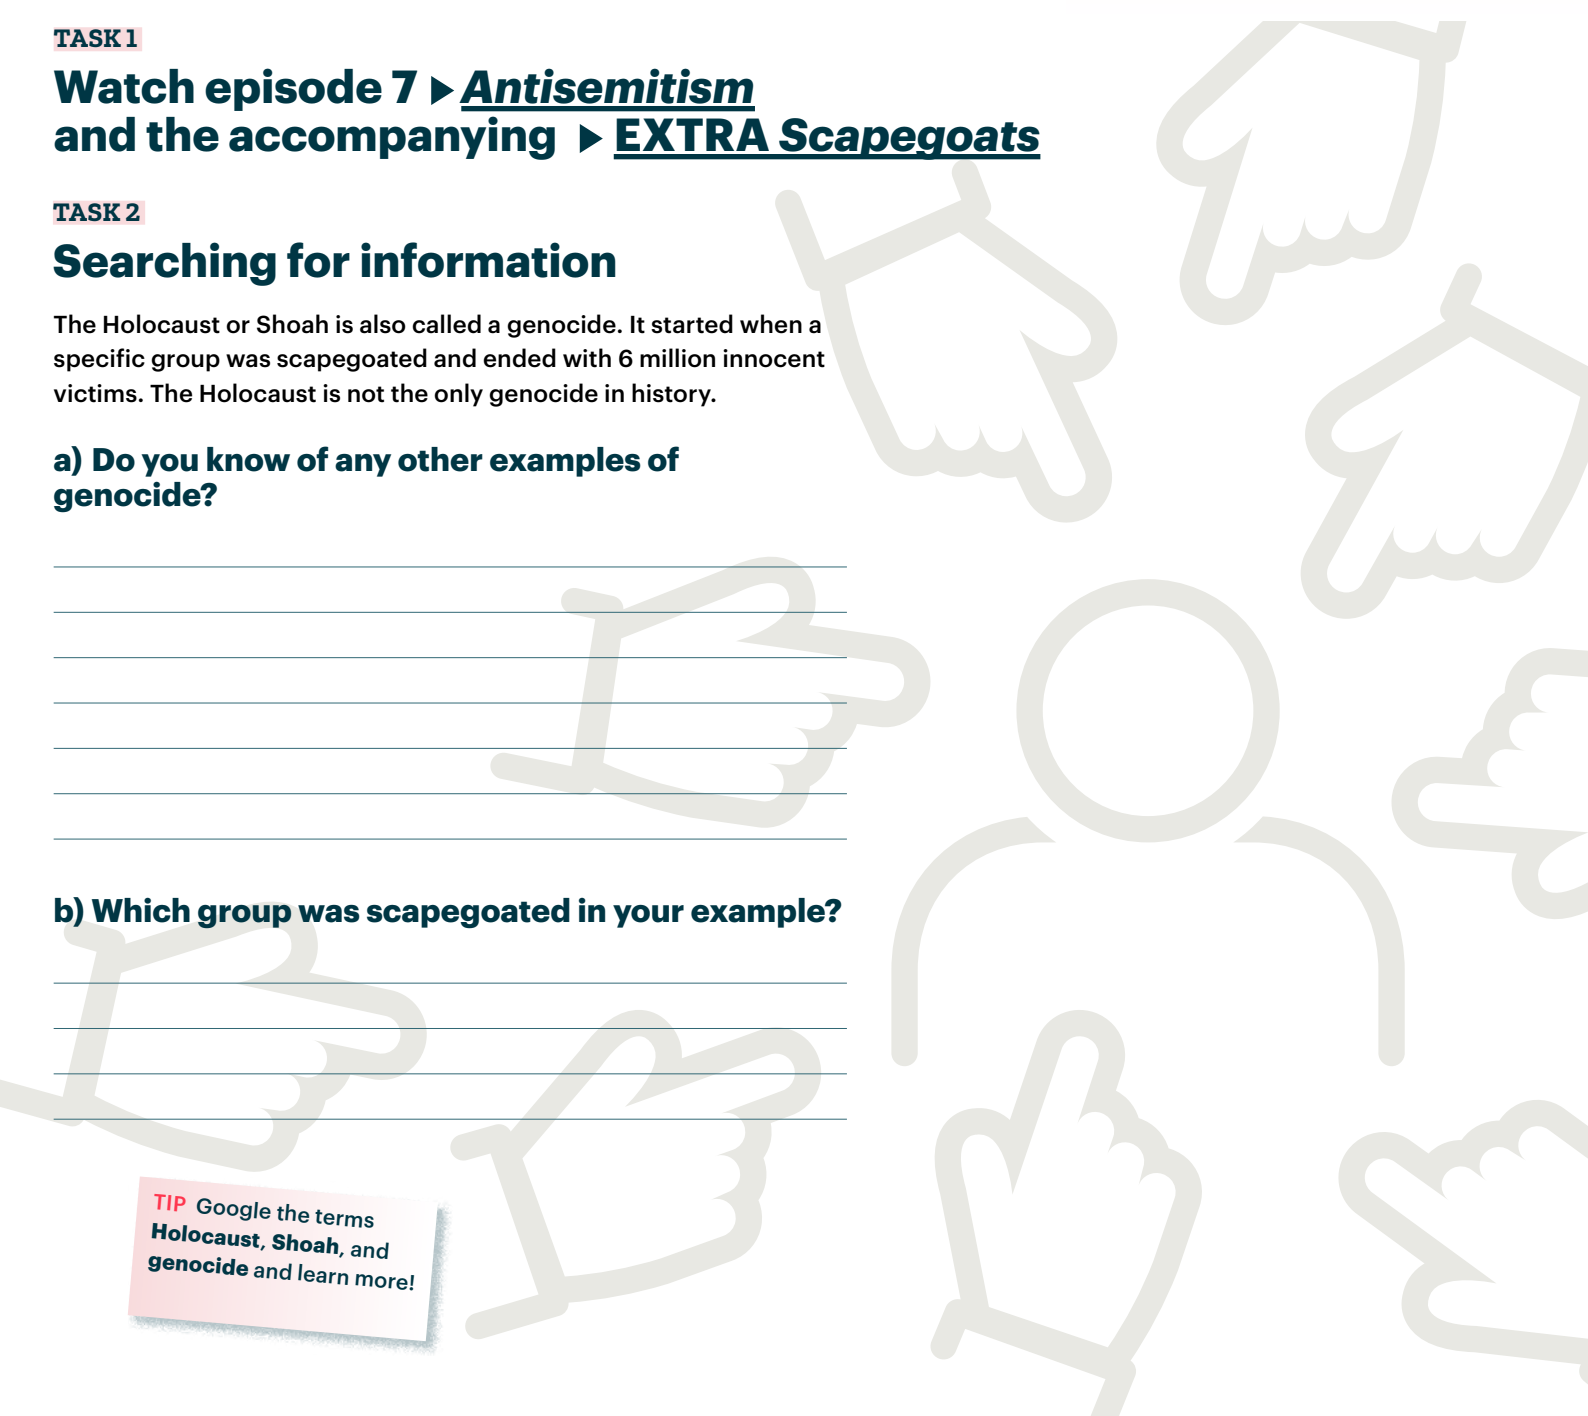 TASK 1
Watch episode 7 ▶ Antisemitism
and the accompanying ▶ EXTRA Scapegoats
TASK 2
Searching for information
The Holocaust or Shoah is also called a genocide. It started when a
specific group was scapegoated and ended with 6 million innocent
victims. The Holocaust is not the only genocide in history.
a) Do you know of any other examples of
genocide?
b) Which group was scapegoated in your example?
TIP Google the terms
Holocaust, Shoah, and
genocide and learn more!